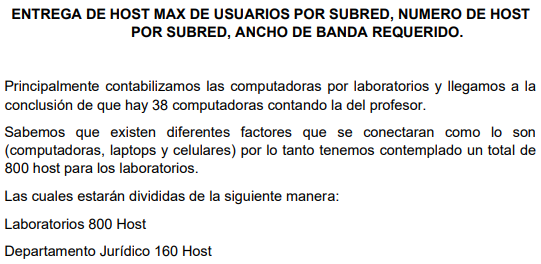 ENTREGA DE HOST MAX DE USUARIOS POR SUBRED, NUMERO DE HOST
POR SUBRED, ANCHO DE BANDA REQUERIDO.
Principalmente contabilizamos las computadoras por laboratorios y llegamos a la
conclusión de que hay 38 computadoras contando la del profesor.
Sabemos que existen diferentes factores que se conectaran como lo son
(computadoras, laptops y celulares) por lo tanto tenemos contemplado un total de
800 host para los laboratorios.
Las cuales estarán divididas de la siguiente manera:
Laboratorios 800 Host
Departamento Jurídico 160 Host